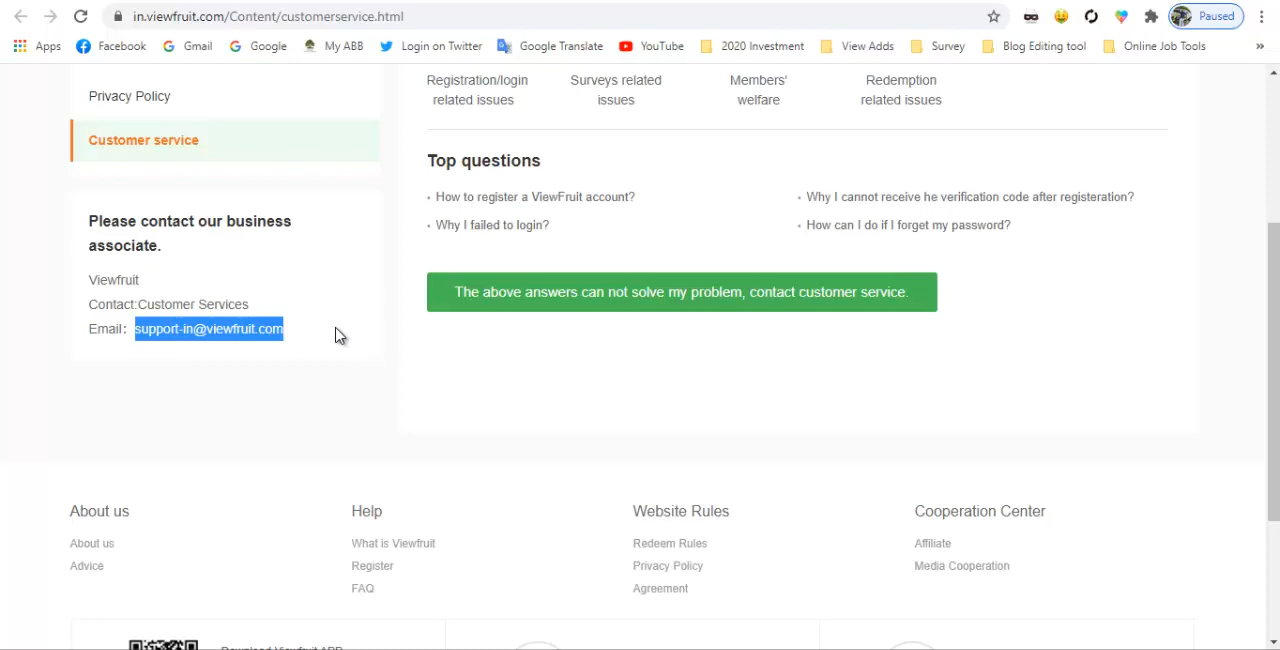 in.viewfruit.com/Content/customerservice.html
Paused
Apps Facebook Gmail Google My ABB Login on Twitter Google Translate YouTube 2020 Investment View Adds Survey Blog Editing tool Online Job Tools »
Privacy Policy
Customer service
Please contact our business
associate.
Viewfruit
Contact:Customer Services
Email: support-in@viewfruit.com
Registration/login
related issues
Surveys related
issues
Members'
welfare
Redemption
related issues
Top questions
• How to register a ViewFruit account?
• Why I cannot receive he verification code after registeration?
• Why I failed to login?
• How can I do if I forget my password?
The above answers can not solve my problem, contact customer service.
About us
About us
Advice
Help
What is Viewfruit
Register
FAQ
Website Rules
Redeem Rules
Privacy Policy
Agreement
Cooperation Center
Affiliate
Media Cooperation
Download Viewfruit APP